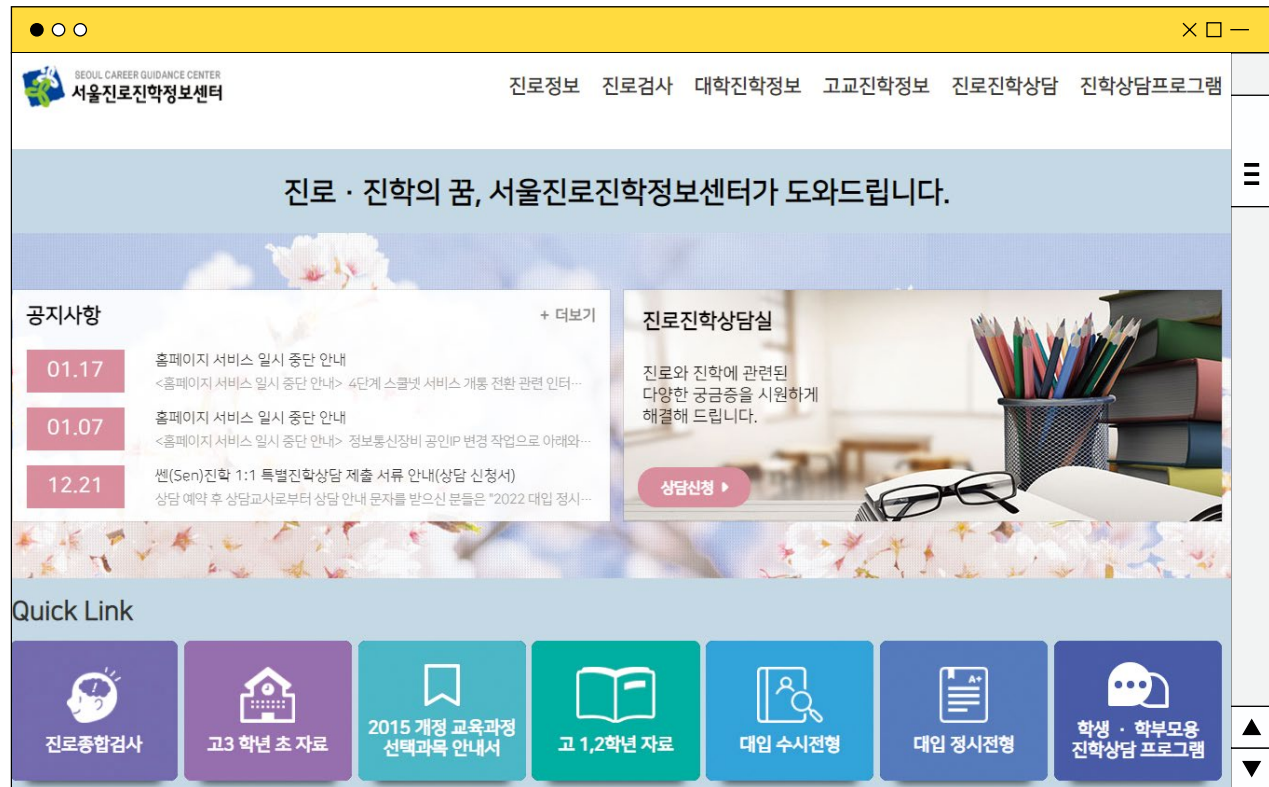 SEOUL CAREER GUIDANCE CENTER
서울진로진학정보센터
진로정보 진로검사 대학진학정보 고교진학정보 진로진학상담 진학상담프로그램
진로 · 진학의 꿈, 서울진로진학정보센터가 도와드립니다.
공지사항 + 더보기
01.17 홈페이지 서비스 일시 중단 안내
<홈페이지 서비스 일시 중단 안내> 4단계 스쿨넷 서비스 개통 전환 관련 인터…
01.07 홈페이지 서비스 일시 중단 안내
<홈페이지 서비스 일시 중단 안내> 정보통신장비 공인IP 변경 작업으로 아래와…
12.21 쎈(Sen)진학 1:1 특별진학상담 제출 서류 안내(상담 신청서)
상담 예약 후 상담교사로부터 상담 안내 문자를 받으신 분들은 "2022 대입 정시…
진로진학상담실
진로와 진학에 관련된
다양한 궁금증을 시원하게
해결해 드립니다.
상담신청
Quick Link
진로종합검사
고3 학년 초 자료
2015 개정 교육과정
선택과목 안내서
고 1,2학년 자료
대입 수시전형
A+
대입 정시전형
학생 · 학부모용
진학상담 프로그램